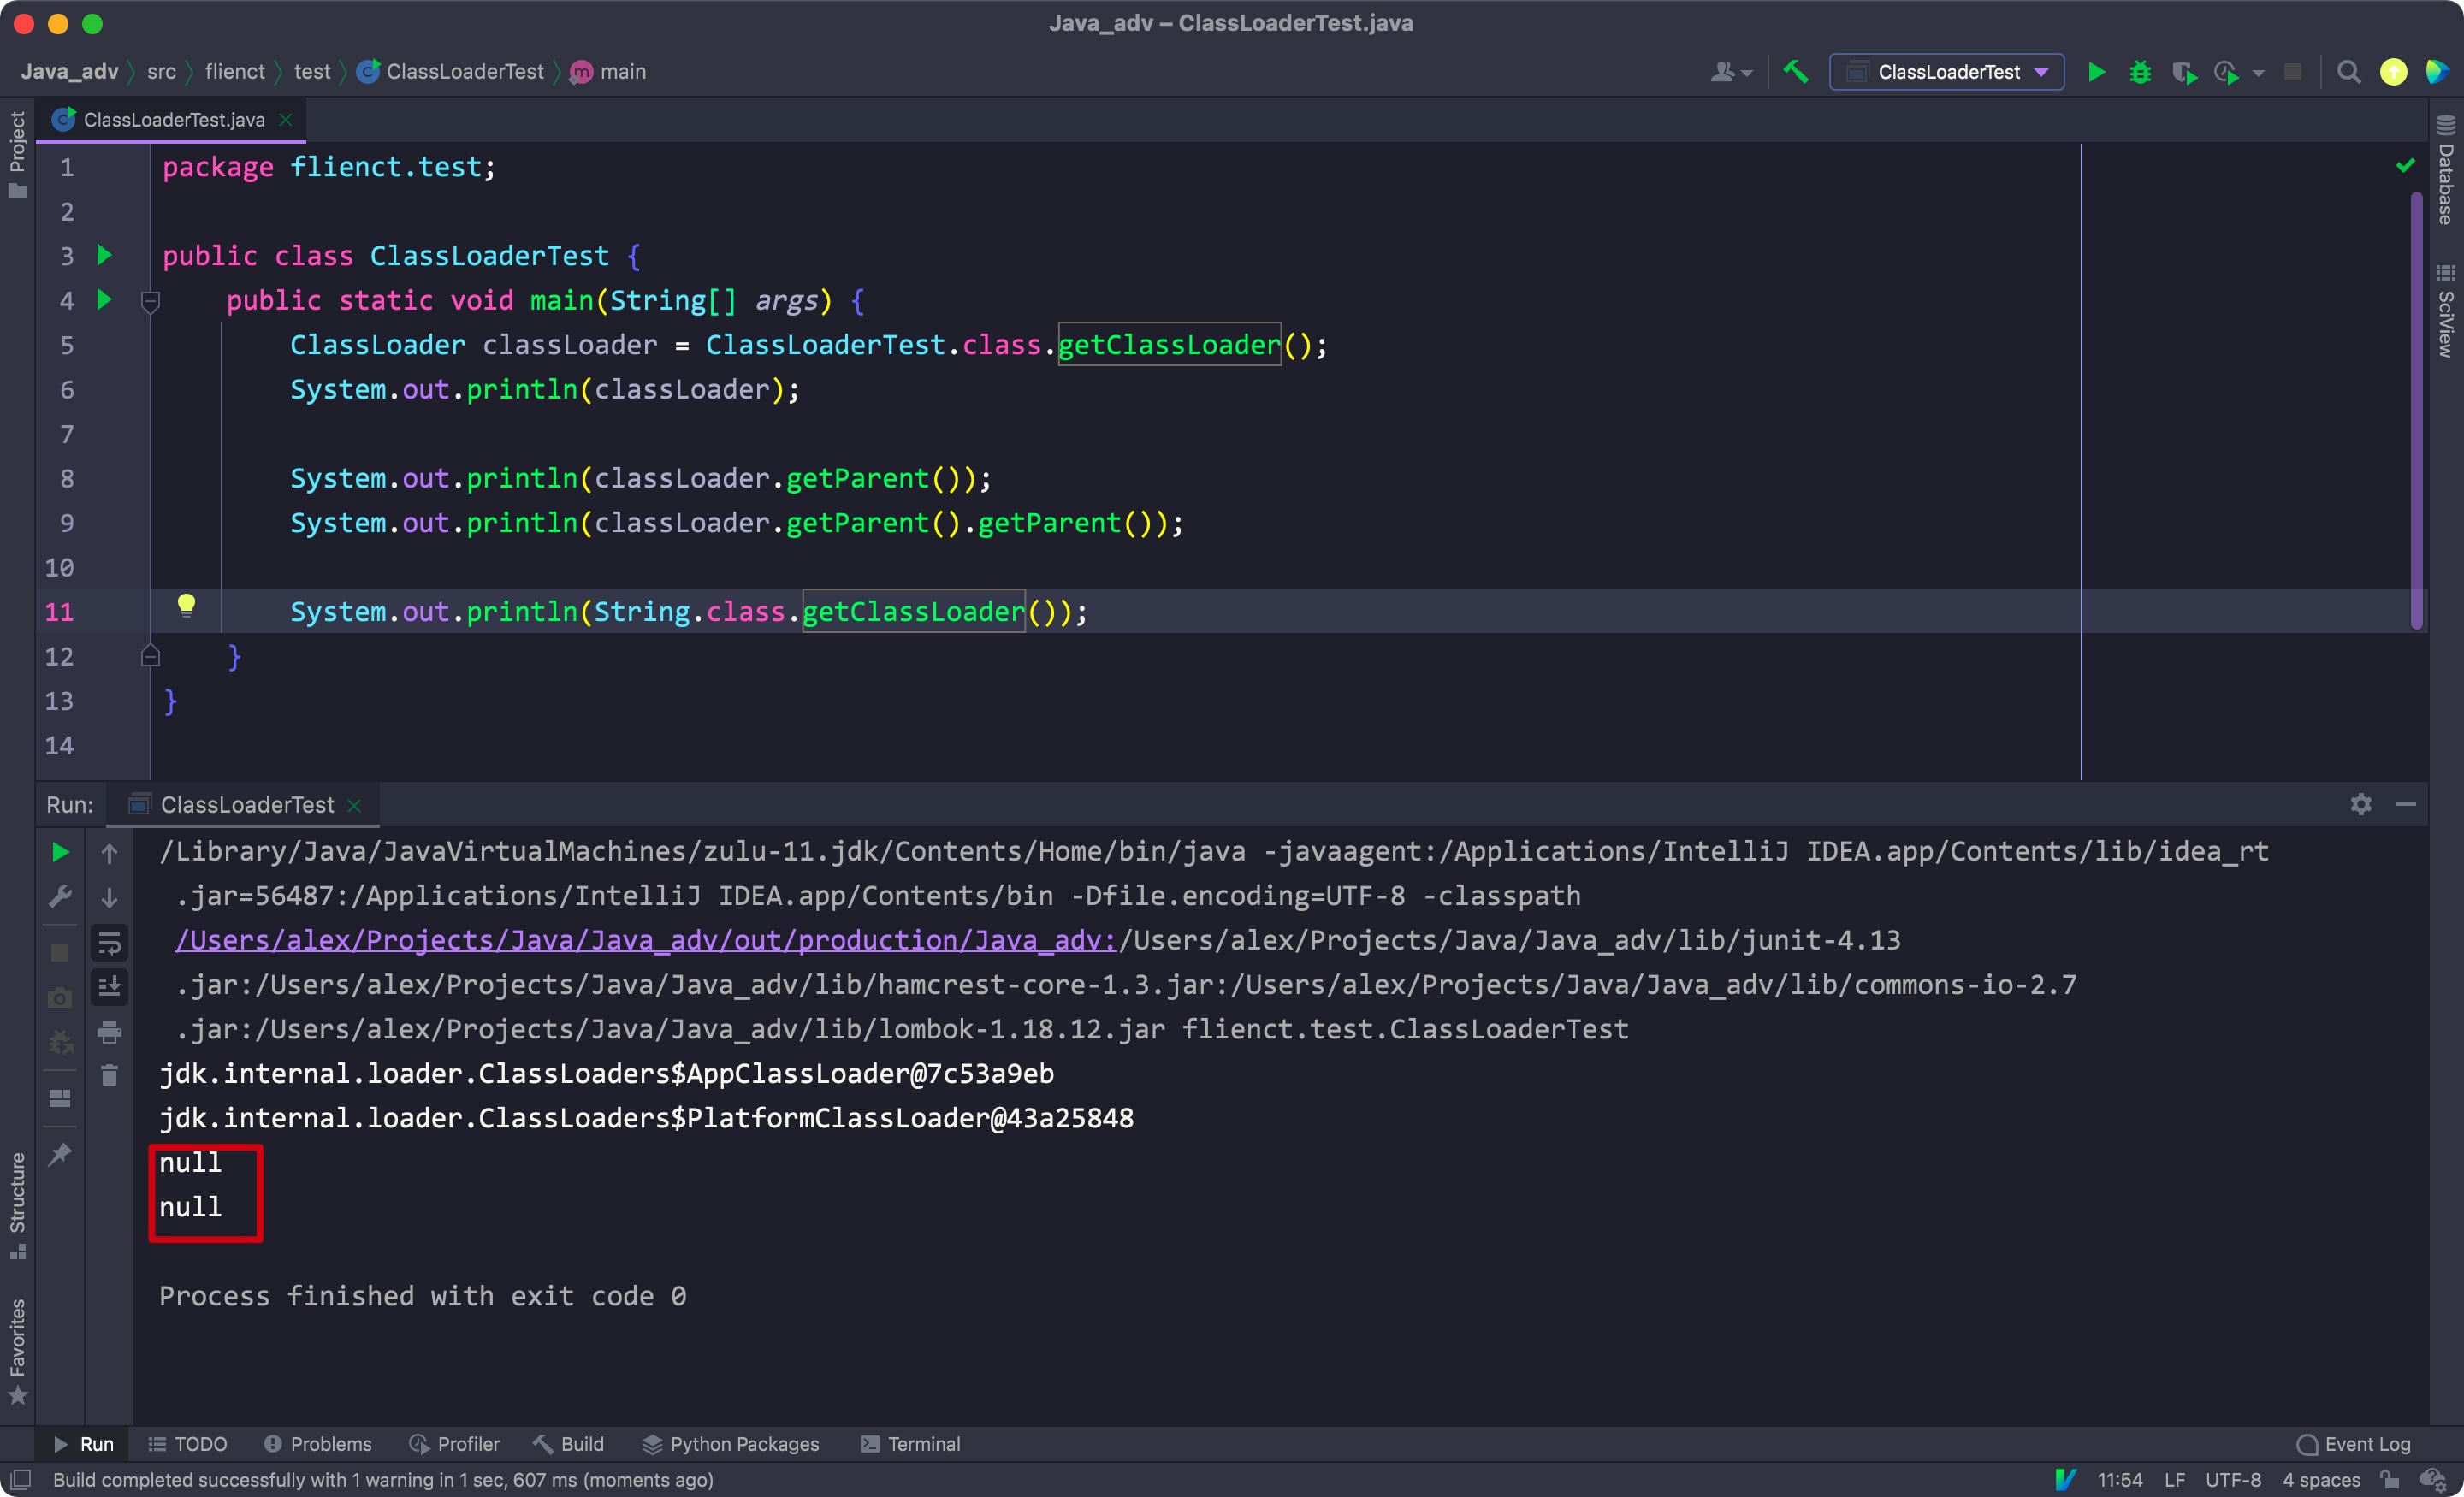 Java_adv – ClassLoaderTest.java
Java_adv src flienct test ClassLoaderTest main
ClassLoaderTest
Project
ClassLoaderTest.java
Database
SciView
1 package flienct.test;
2
3 public class ClassLoaderTest {
4 public static void main(String[] args) {
5 ClassLoader classLoader = ClassLoaderTest.class.getClassLoader();
6 System.out.println(classLoader);
7
8 System.out.println(classLoader.getParent());
9 System.out.println(classLoader.getParent().getParent());
10
11 System.out.println(String.class.getClassLoader());
12 }
13 }
14
Run: ClassLoaderTest
/Library/Java/JavaVirtualMachines/zulu-11.jdk/Contents/Home/bin/java -javaagent:/Applications/IntelliJ IDEA.app/Contents/lib/idea_rt
.jar=56487:/Applications/IntelliJ IDEA.app/Contents/bin -Dfile.encoding=UTF-8 -classpath
/Users/alex/Projects/Java/Java_adv/out/production/Java_adv:/Users/alex/Projects/Java/Java_adv/lib/junit-4.13
.jar:/Users/alex/Projects/Java/Java_adv/lib/hamcrest-core-1.3.jar:/Users/alex/Projects/Java/Java_adv/lib/commons-io-2.7
.jar:/Users/alex/Projects/Java/Java_adv/lib/lombok-1.18.12.jar flienct.test.ClassLoaderTest
jdk.internal.loader.ClassLoaders$AppClassLoader@7c53a9eb
jdk.internal.loader.ClassLoaders$PlatformClassLoader@43a25848
null
null
Process finished with exit code 0
Structure
Favorites
Run TODO Problems Profiler Build Python Packages Terminal Event Log
Build completed successfully with 1 warning in 1 sec, 607 ms (moments ago) 11:54 LF UTF-8 4 spaces